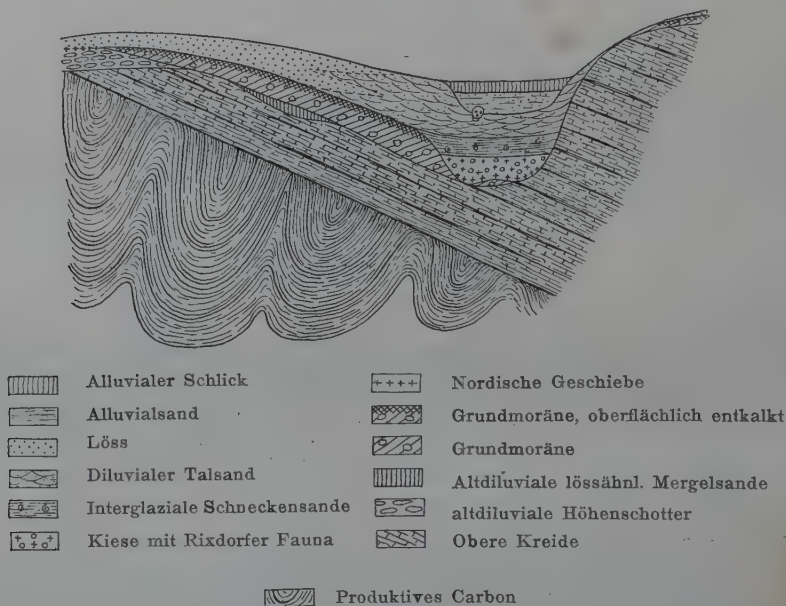 Alluvialer Schlick
Alluvialsand
Löss
Diluvialer Talsand
Interglaziale Schneckensande
Kiese mit Rixdorfer Fauna
Nordische Geschiebe
Grundmoräne, oberflächlich entkalkt
Grundmoräne
Altdiluviale lössähnl. Mergelsande
altdiluviale Höhenschotter
Obere Kreide
Produktives Carbon